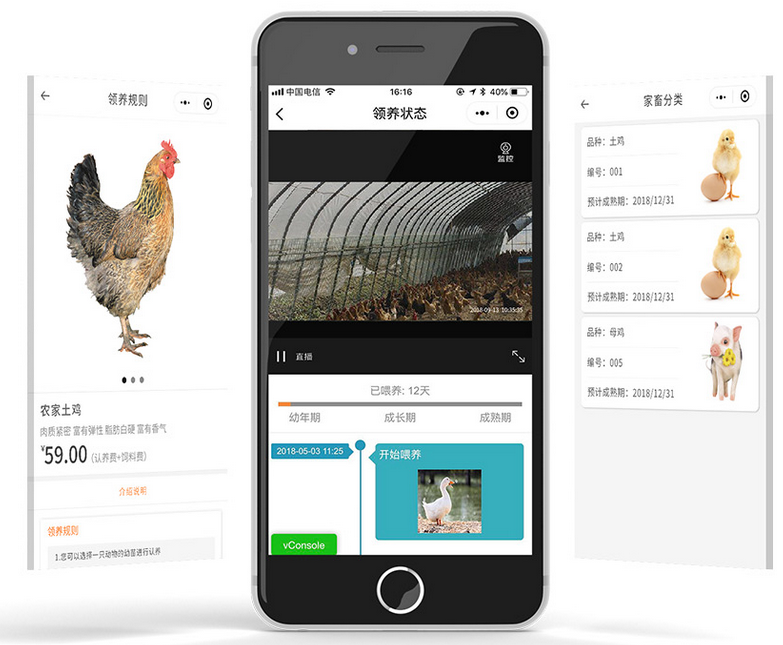 领养规则
农家土鸡
肉质紧密 富有弹性 脂肪白硬 富有香气
¥59.00 (认养费+饲料费)
介绍说明
领养规则
1.您可以选择一只动物的幼苗进行认养
中国电信 16:16 40%
领养状态
监控
2018-09-13 10:35:35
直播
已喂养: 12天
幼年期 成长期 成熟期
2018-05-03 11:25
开始喂养
vConsole
家畜分类
品种: 土鸡
编号: 001
预计成熟期: 2018/12/31
品种: 土鸡
编号: 002
预计成熟期: 2018/12/31
品种: 母鸡
编号: 005
预计成熟期: 2018/12/31